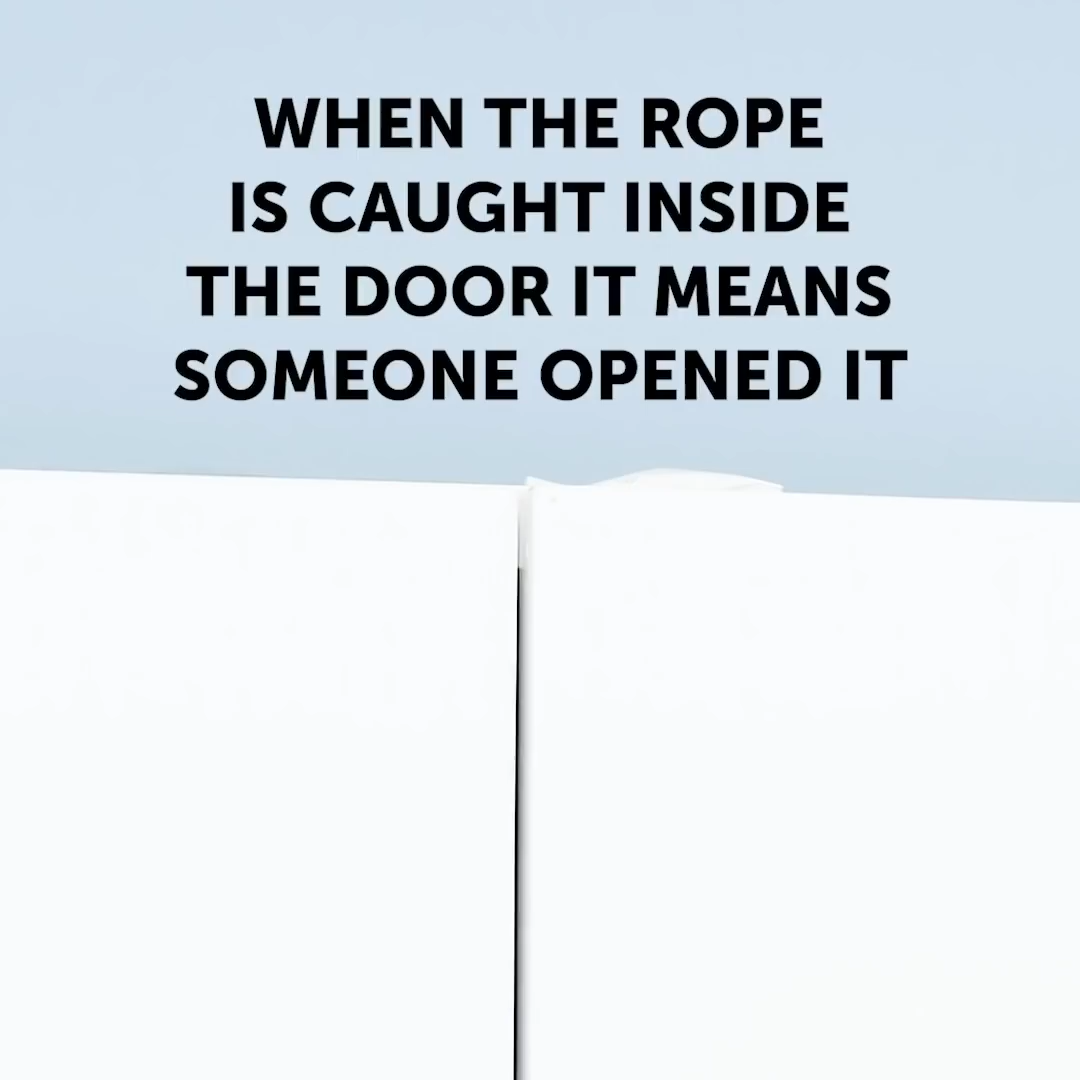 WHEN THE ROPE
IS CAUGHT INSIDE
THE DOOR IT MEANS
SOMEONE OPENED IT